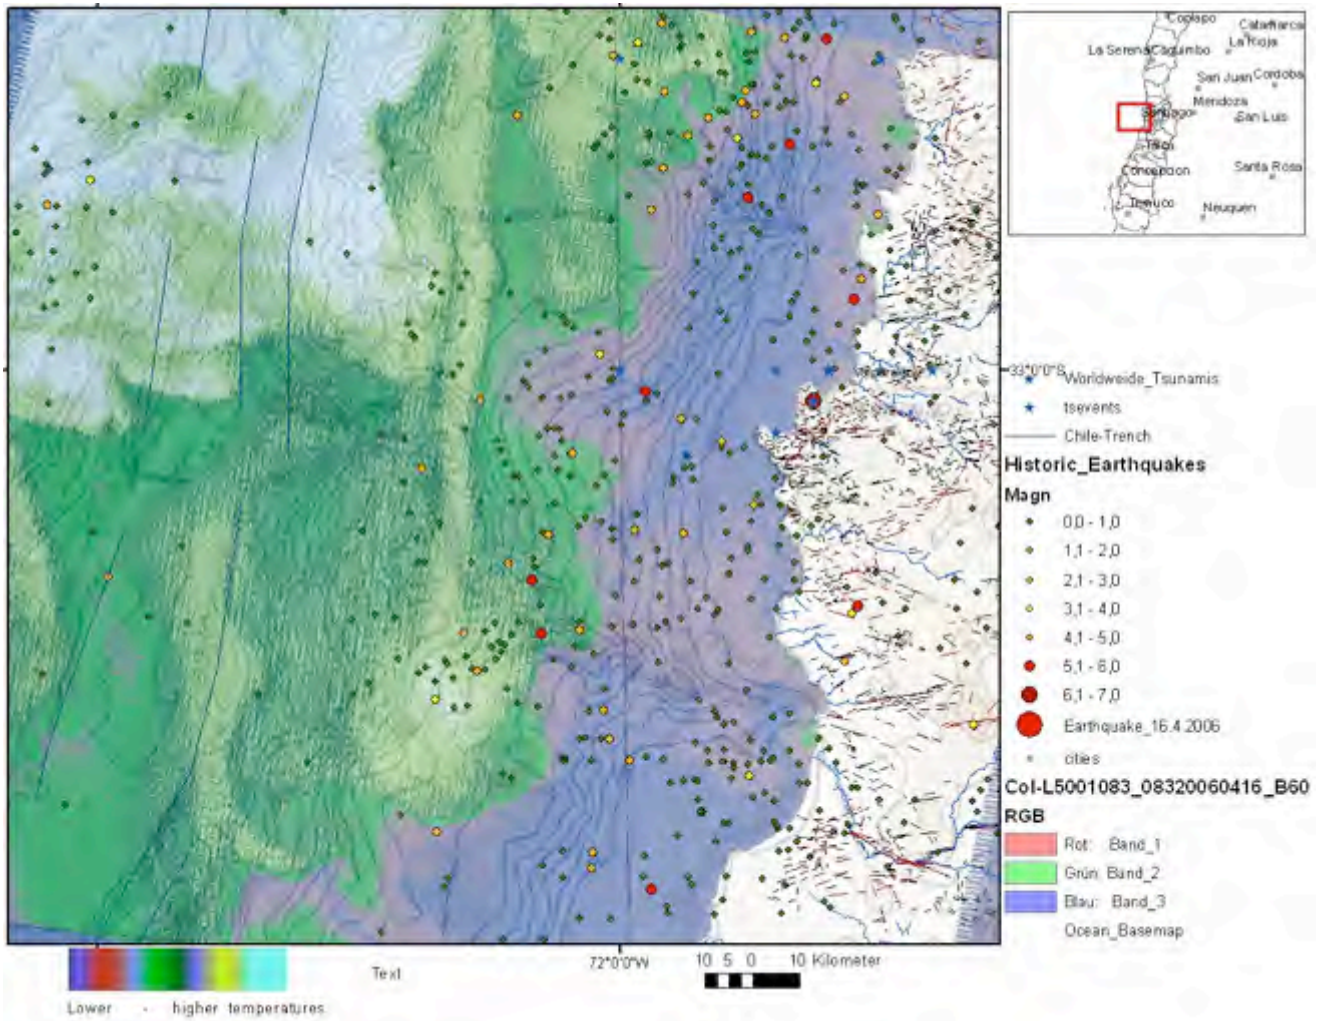 Copiapo
Catamarca
La Rioja
La Serena Coquimbo
San Juan Cordoba
Mendoza
Santiago
San Luis
Talca
Concepcion
Santa Rosa
Temuco
Neuquen
33°0'0"S
Worldweide_Tsunamis
tsevents
Chile-Trench
Historic_Earthquakes
Magn
0,0 - 1,0
1,1 - 2,0
2,1 - 3,0
3,1 - 4,0
4,1 - 5,0
5,1 - 6,0
6,1 - 7,0
Earthquake_16.4.2006
cities
Col-L5001083_08320060416_B60
RGB
Rot: Band_1
Grün: Band_2
Blau: Band_3
Ocean_Basemap
Text
72°0'0"W
10 5 0 10 Kilometer
Lower - higher temperatures